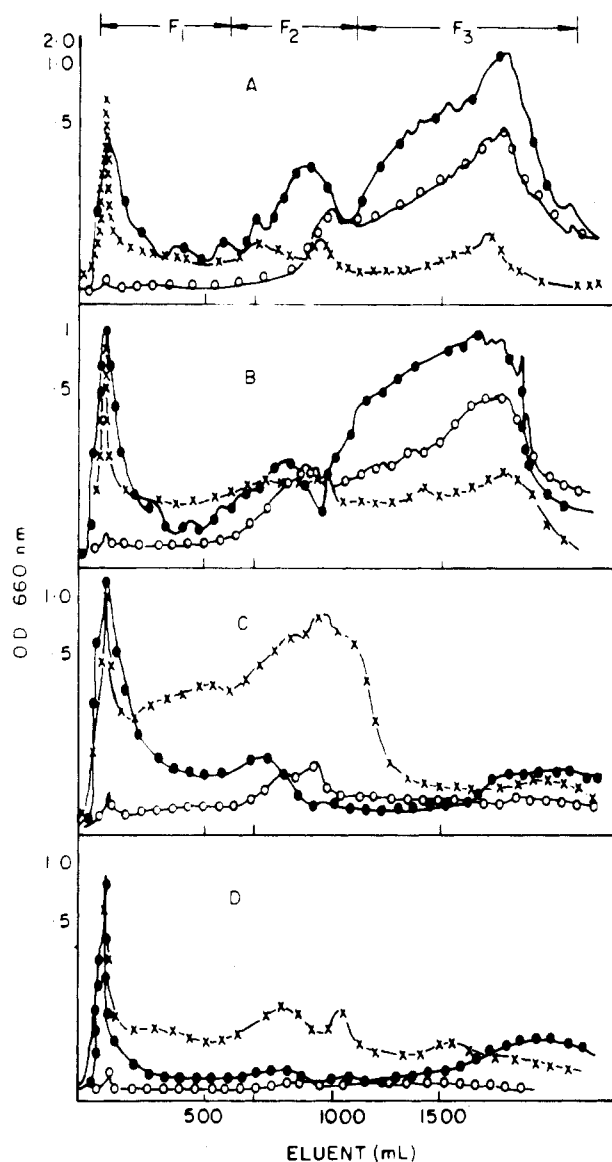 F₁ F₂ F₃
2·0
1·0
·5
A
1
·5
B
OD 660 nm
1·0
·5
C
1 0
·5
D
500 1000 1500
ELUENT (mL)